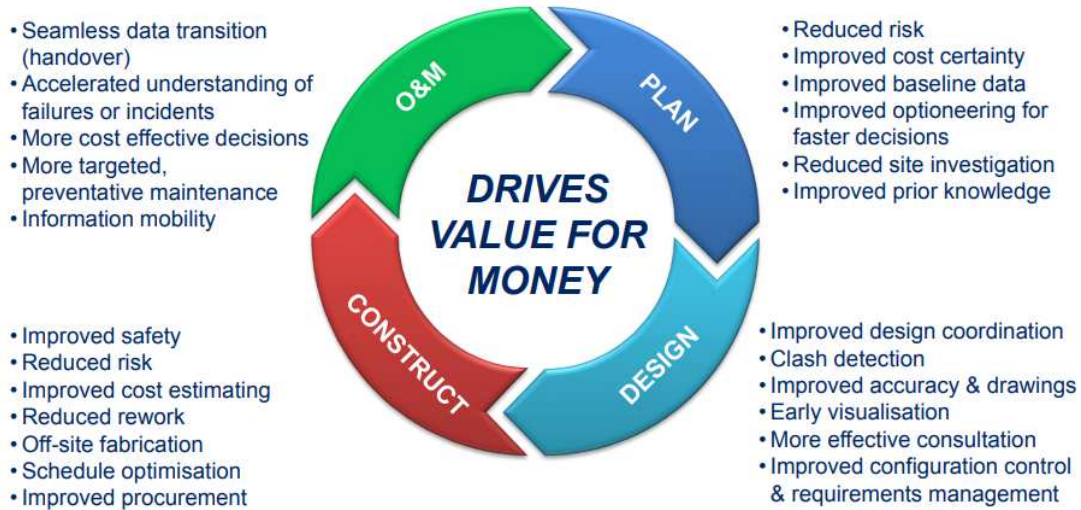 • Seamless data transition
(handover)
• Accelerated understanding of
failures or incidents
• More cost effective decisions
• More targeted,
preventative maintenance
• Information mobility
O&M
PLAN
• Reduced risk
• Improved cost certainty
• Improved baseline data
• Improved optioneering for
faster decisions
• Reduced site investigation
• Improved prior knowledge
DRIVES
VALUE FOR
MONEY
• Improved safety
• Reduced risk
• Improved cost estimating
• Reduced rework
• Off-site fabrication
• Schedule optimisation
• Improved procurement
CONSTRUCT
DESIGN
• Improved design coordination
• Clash detection
• Improved accuracy & drawings
• Early visualisation
• More effective consultation
• Improved configuration control
& requirements management